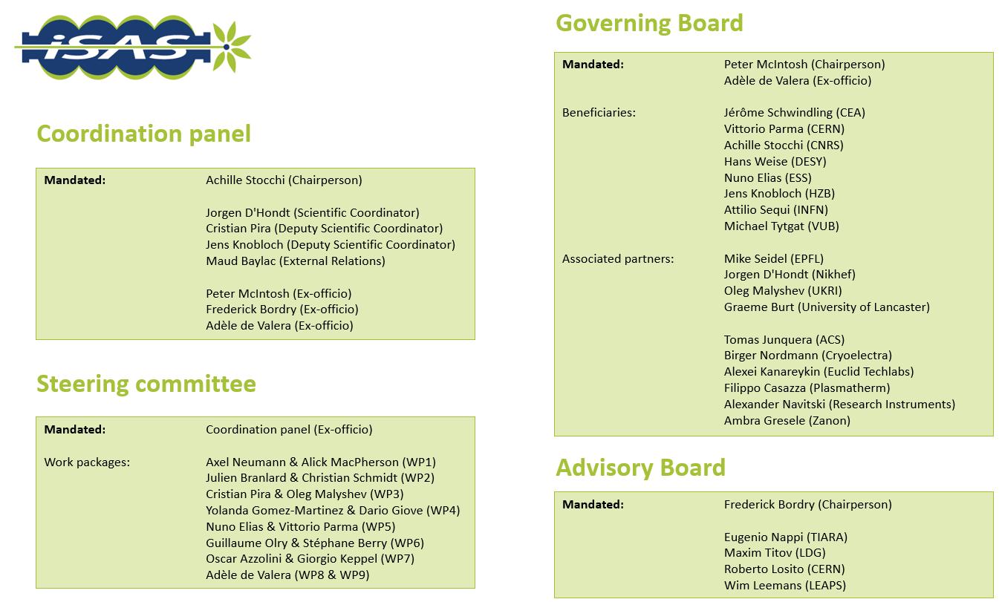 iSAS
Coordination panel
Mandated: Achille Stocchi (Chairperson)
Jorgen D'Hondt (Scientific Coordinator)
Cristian Pira (Deputy Scientific Coordinator)
Jens Knobloch (Deputy Scientific Coordinator)
Maud Baylac (External Relations)
Peter McIntosh (Ex-officio)
Frederick Bordry (Ex-officio)
Adèle de Valera (Ex-officio)
Steering committee
Mandated: Coordination panel (Ex-officio)
Work packages: Axel Neumann & Alick MacPherson (WP1)
Julien Branlard & Christian Schmidt (WP2)
Cristian Pira & Oleg Malyshev (WP3)
Yolanda Gomez-Martinez & Dario Giove (WP4)
Nuno Elias & Vittorio Parma (WP5)
Guillaume Olry & Stéphane Berry (WP6)
Oscar Azzolini & Giorgio Keppel (WP7)
Adèle de Valera (WP8 & WP9)
Governing Board
Mandated: Peter McIntosh (Chairperson)
Adèle de Valera (Ex-officio)
Beneficiaries: Jérôme Schwindling (CEA)
Vittorio Parma (CERN)
Achille Stocchi (CNRS)
Hans Weise (DESY)
Nuno Elias (ESS)
Jens Knobloch (HZB)
Attilio Sequi (INFN)
Michael Tytgat (VUB)
Associated partners: Mike Seidel (EPFL)
Jorgen D'Hondt (Nikhef)
Oleg Malyshev (UKRI)
Graeme Burt (University of Lancaster)
Tomas Junquera (ACS)
Birger Nordmann (Cryoelectra)
Alexei Kanareykin (Euclid Techlabs)
Filippo Casazza (Plasmatherm)
Alexander Navitski (Research Instruments)
Ambra Gresele (Zanon)
Advisory Board
Mandated: Frederick Bordry (Chairperson)
Eugenio Nappi (TIARA)
Maxim Titov (LDG)
Roberto Losito (CERN)
Wim Leemans (LEAPS)